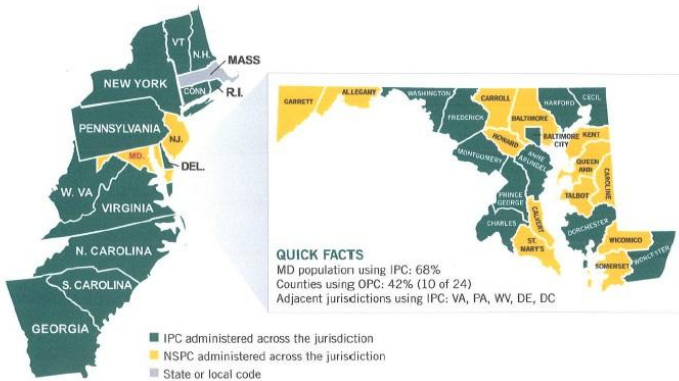 VT
N.H.
MASS
NEW YORK
CONN
R.I.
PENNSYLVANIA
N.J.
MD.
DEL.
W. VA
VIRGINIA
N. CAROLINA
S. CAROLINA
GEORGIA
GARRETT
ALLEGANY
WASHINGTON
CARROLL
HARFORD
CECIL
FREDERICK
BALTIMORE
BALTIMORE
CITY
KENT
HOWARD
MONTGOMERY
ANNE
ARUNDEL
QUEEN
ANN
CAROLINE
PRINCE
GEORGE
TALBOT
CALVERT
CHARLES
DORCHESTER
ST.
MARY'S
WICOMICO
SOMERSET
WORCESTER
QUICK FACTS
MD population using IPC: 68%
Counties using OPC: 42% (10 of 24)
Adjacent jurisdictions using IPC: VA, PA, WV, DE, DC
IPC administered across the jurisdiction
NSPC administered across the jurisdiction
State or local code